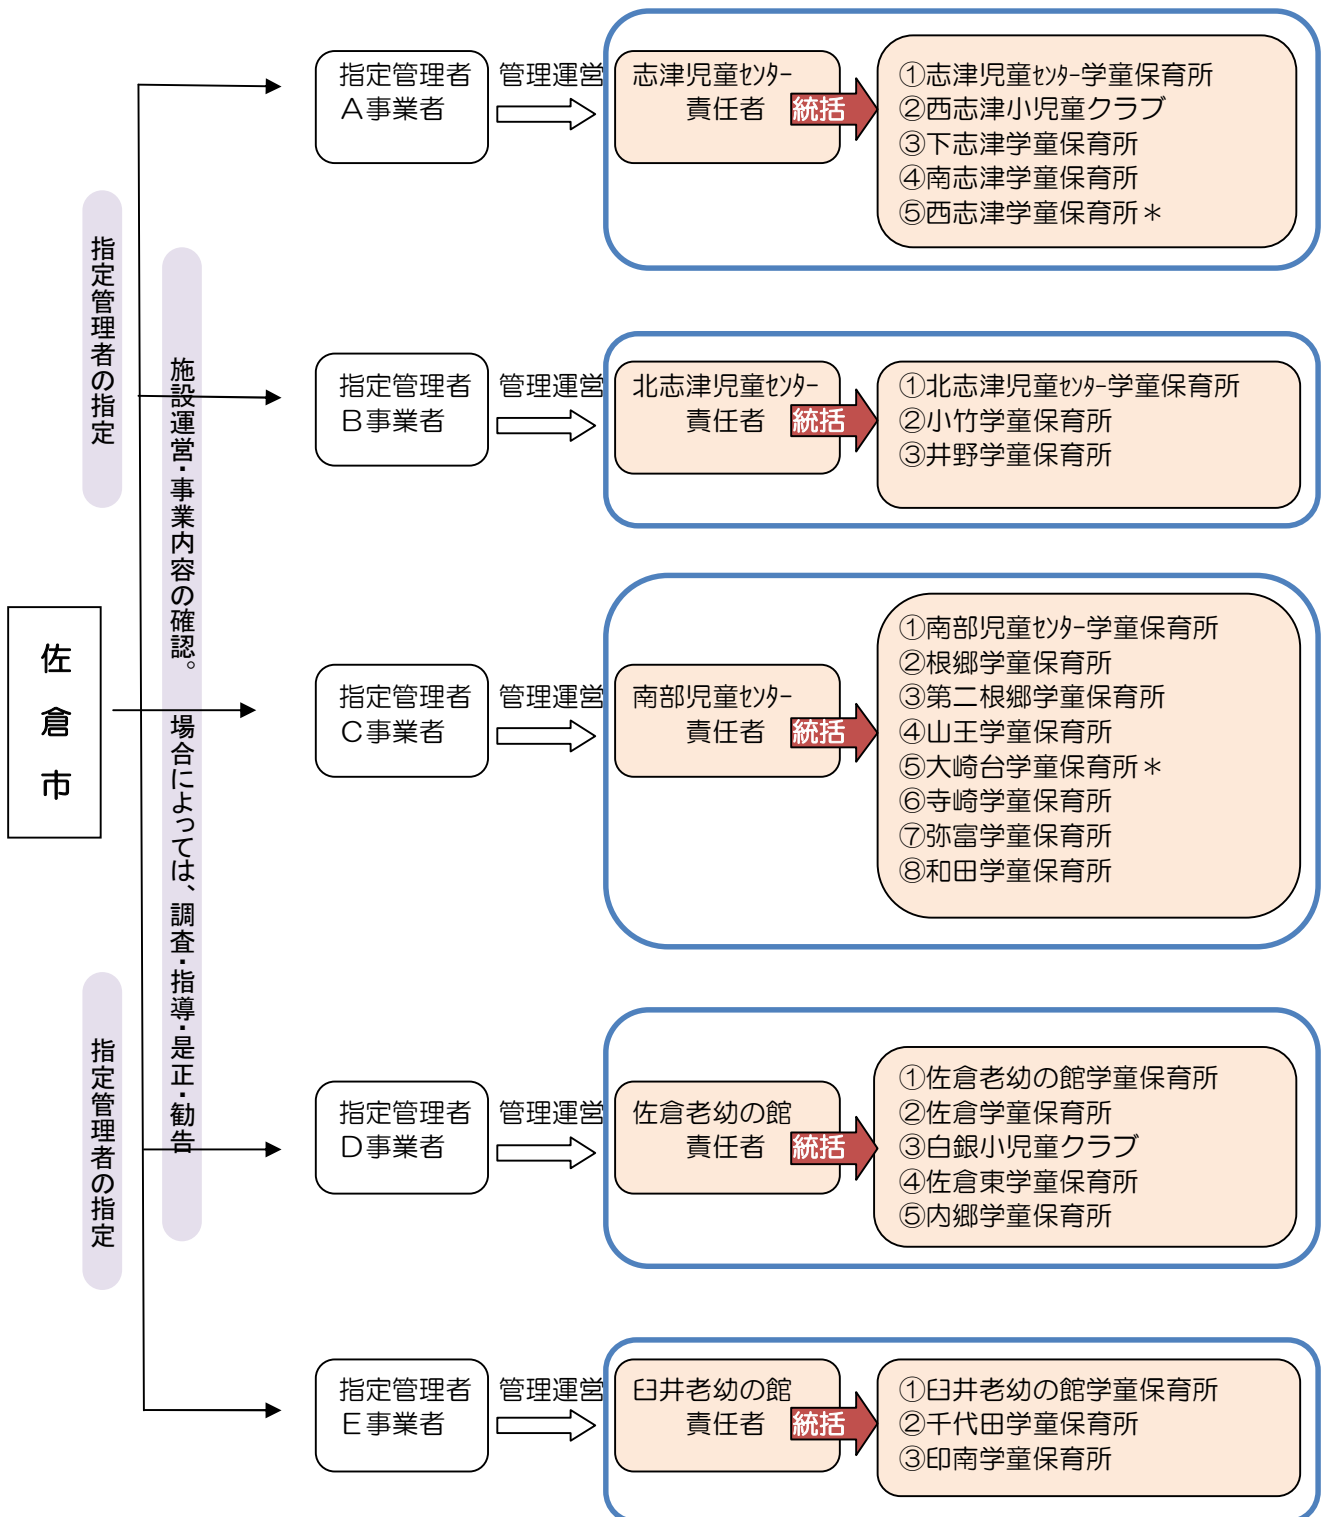 佐倉市
指定管理者の指定
施設運営・事業内容の確認。 場合によっては、調査・指導・是正・勧告
指定管理者の指定
指定管理者
A事業者
管理運営
志津児童ｾﾝﾀｰ
責任者
統括
①志津児童ｾﾝﾀｰ学童保育所
②西志津小児童クラブ
③下志津学童保育所
④南志津学童保育所
⑤西志津学童保育所＊
指定管理者
B事業者
管理運営
北志津児童ｾﾝﾀｰ
責任者
統括
①北志津児童ｾﾝﾀｰ学童保育所
②小竹学童保育所
③井野学童保育所
指定管理者
C事業者
管理運営
南部児童ｾﾝﾀｰ
責任者
統括
①南部児童ｾﾝﾀｰ学童保育所
②根郷学童保育所
③第二根郷学童保育所
④山王学童保育所
⑤大崎台学童保育所＊
⑥寺崎学童保育所
⑦弥富学童保育所
⑧和田学童保育所
指定管理者
D事業者
管理運営
佐倉老幼の館
責任者
統括
①佐倉老幼の館学童保育所
②佐倉学童保育所
③白銀小児童クラブ
④佐倉東学童保育所
⑤内郷学童保育所
指定管理者
E事業者
管理運営
臼井老幼の館
責任者
統括
①臼井老幼の館学童保育所
②千代田学童保育所
③印南学童保育所